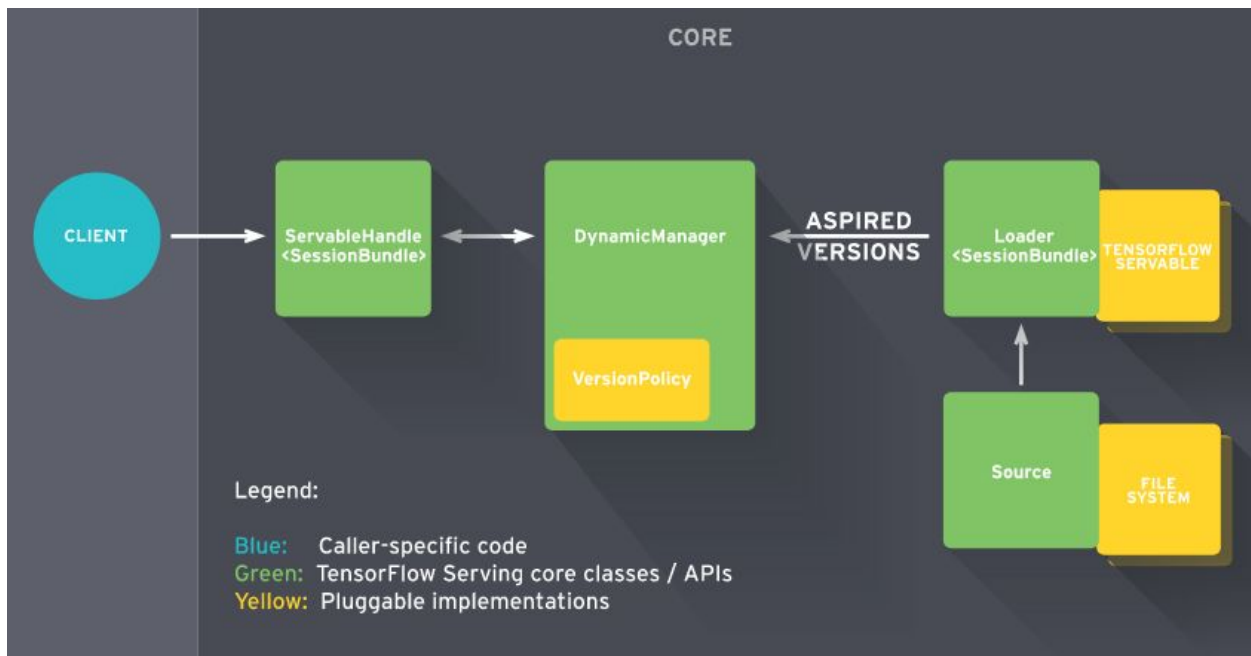 CORE
CLIENT
ServableHandle
<SessionBundle>
DynamicManager
VersionPolicy
ASPIRED
VERSIONS
Loader
<SessionBundle>
TENSORFLOW
SERVABLE
Source
FILE
SYSTEM
Legend:
Blue: Caller-specific code
Green: TensorFlow Serving core classes / APIs
Yellow: Pluggable implementations